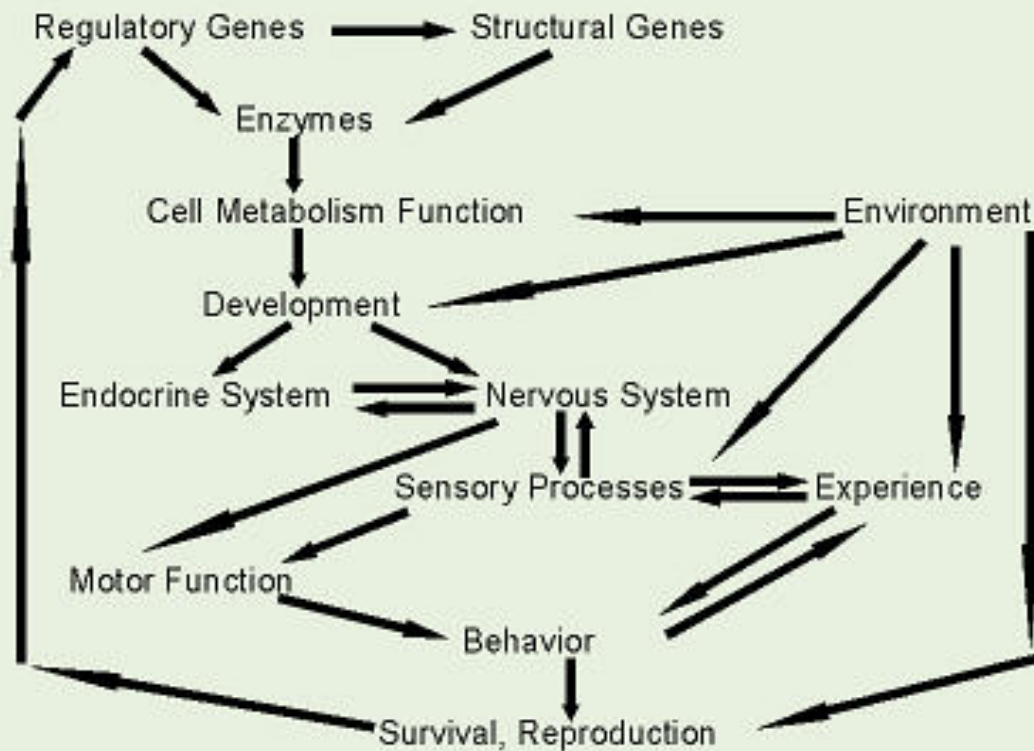 Regulatory Genes
Structural Genes
Enzymes
Cell Metabolism Function
Environment
Development
Endocrine System
Nervous System
Sensory Processes
Experience
Motor Function
Behavior
Survival, Reproduction